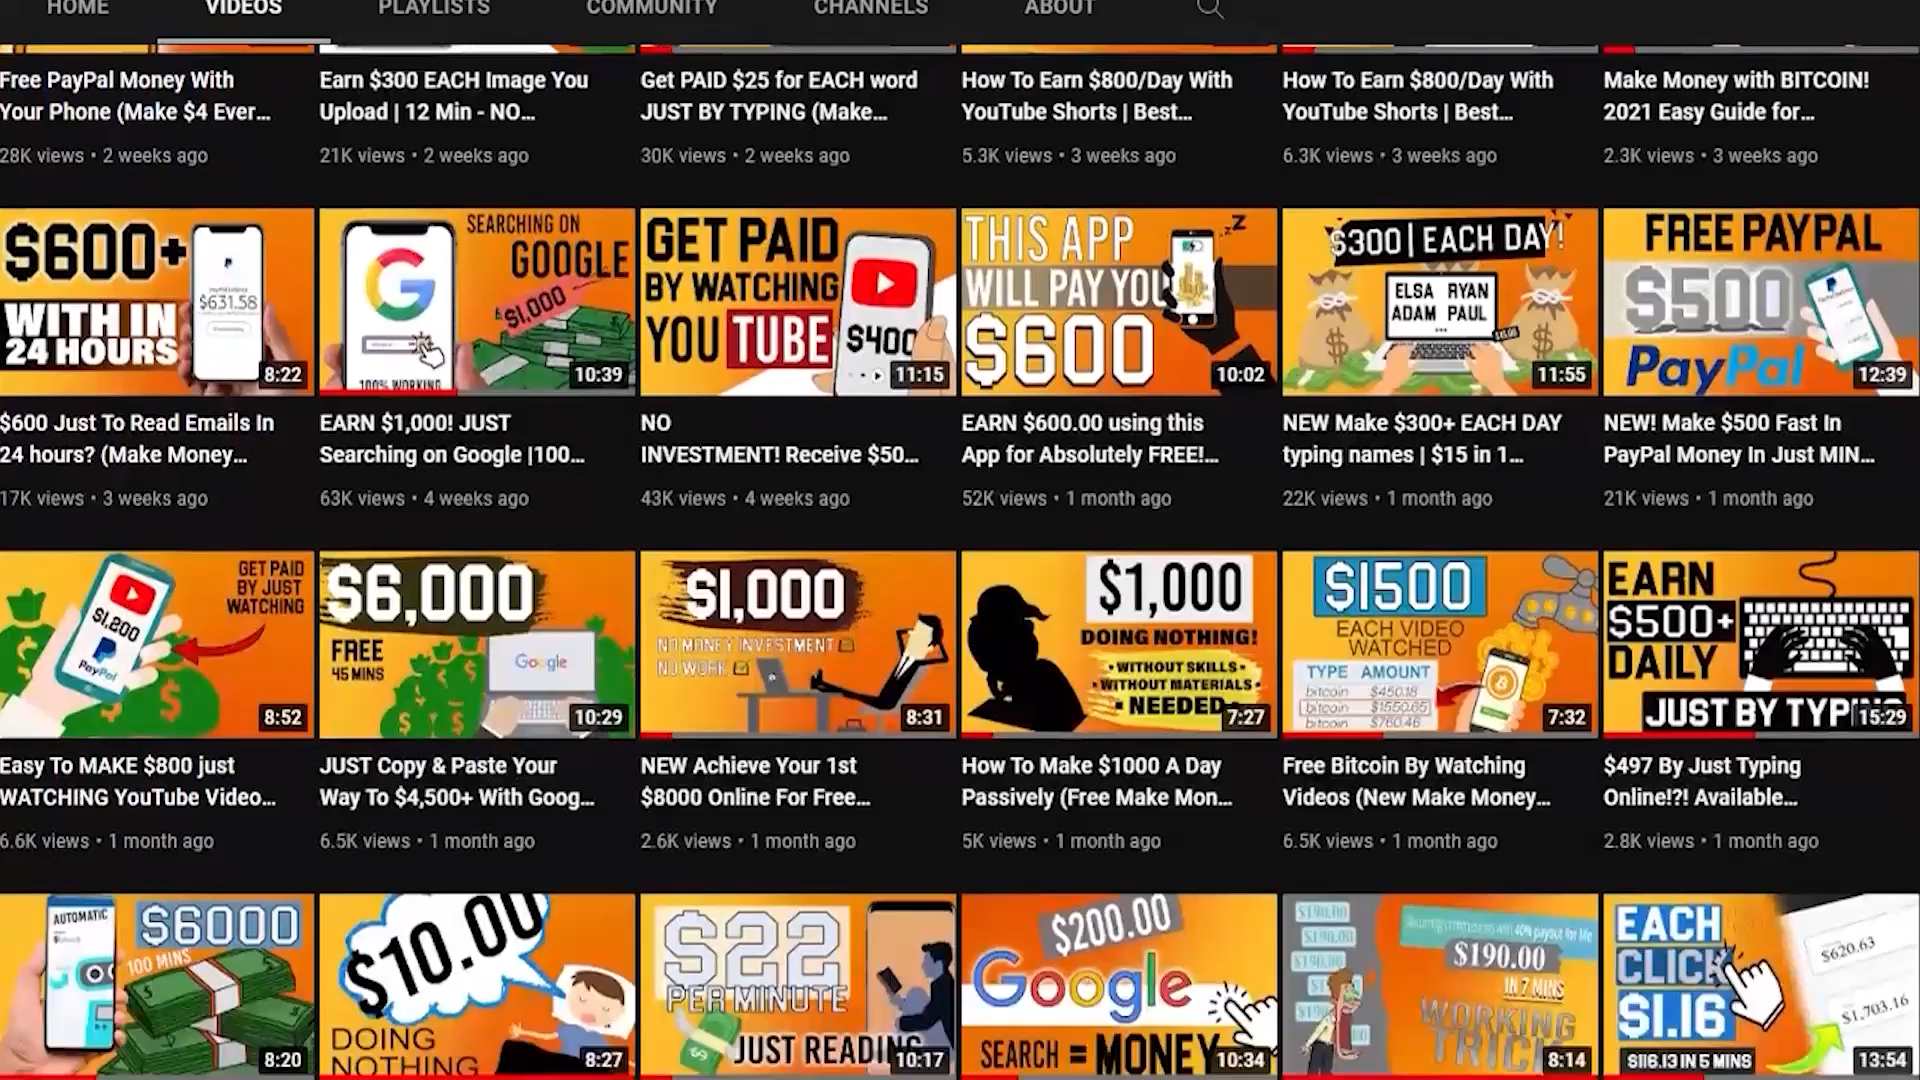 HOME VIDEOS PLAYLISTS COMMUNITY CHANNELS ABOUT
Free PayPal Money With
Your Phone (Make $4 Ever...
28K views • 2 weeks ago
Earn $300 EACH Image You
Upload | 12 Min - NO...
21K views • 2 weeks ago
Get PAID $25 for EACH word
JUST BY TYPING (Make...
30K views • 2 weeks ago
How To Earn $800/Day With
YouTube Shorts | Best...
5.3K views • 3 weeks ago
How To Earn $800/Day With
YouTube Shorts | Best...
6.3K views • 3 weeks ago
Make Money with BITCOIN!
2021 Easy Guide for...
2.3K views • 3 weeks ago
$600+
WITH IN
24 HOURS
$631.58
8:22
$600 Just To Read Emails In
24 hours? (Make Money...
17K views • 3 weeks ago
SEARCHING ON
GOOGLE
$1,000
100% WORKING
10:39
EARN $1,000! JUST
Searching on Google |100...
63K views • 4 weeks ago
GET PAID
BY WATCHING
YOU TUBE
$400
11:15
NO
INVESTMENT! Receive $50...
43K views • 4 weeks ago
THIS APP
WILL PAY YOU
$600
zZ
10:02
EARN $600.00 using this
App for Absolutely FREE!...
52K views • 1 month ago
$300 | EACH DAY!
ELSA RYAN
ADAM PAUL
...
11:55
NEW Make $300+ EACH DAY
typing names | $15 in 1...
22K views • 1 month ago
FREE PAYPAL
$500
PayPal
12:39
NEW! Make $500 Fast In
PayPal Money In Just MIN...
21K views • 1 month ago
GET PAID
BY JUST
WATCHING
$1,200
PayPal
8:52
Easy To MAKE $800 just
WATCHING YouTube Video...
6.6K views • 1 month ago
$6,000
FREE
45 MINS
Google
10:29
JUST Copy & Paste Your
Way To $4,500+ With Goog...
6.5K views • 1 month ago
$1,000
NO MONEY INVESTMENT
NO WORK
8:31
NEW Achieve Your 1st
$8000 Online For Free...
2.6K views • 1 month ago
$1,000
DOING NOTHING!
• WITHOUT SKILLS •
• WITHOUT MATERIALS •
• NEEDED
7:27
How To Make $1000 A Day
Passively (Free Make Mon...
5K views • 1 month ago
$1500
EACH VIDEO
WATCHED
TYPE AMOUNT
bitcoin $450.18
bitcoin $1550.65
bitcoin $760.46
7:32
Free Bitcoin By Watching
Videos (New Make Money...
6.5K views • 1 month ago
EARN
$500+
DAILY
JUST BY TYPING
15:29
$497 By Just Typing
Online!?! Available...
2.8K views • 1 month ago
AUTOMATIC
$6000
100 MINS
8:20
$10.00
DOING
NOTHING
8:27
$22
PER MINUTE
JUST READING
10:17
$200.00
Google
SEARCH = MONEY
10:34
$190.00
$190.00
$190.00
with 40% payout for life
$190.00
IN 7 MINS
WORKING
TRICK
8:14
EACH
CLICK
$1.16
$116.13 IN 5 MINS
$620.63
$1,703.16
13:54